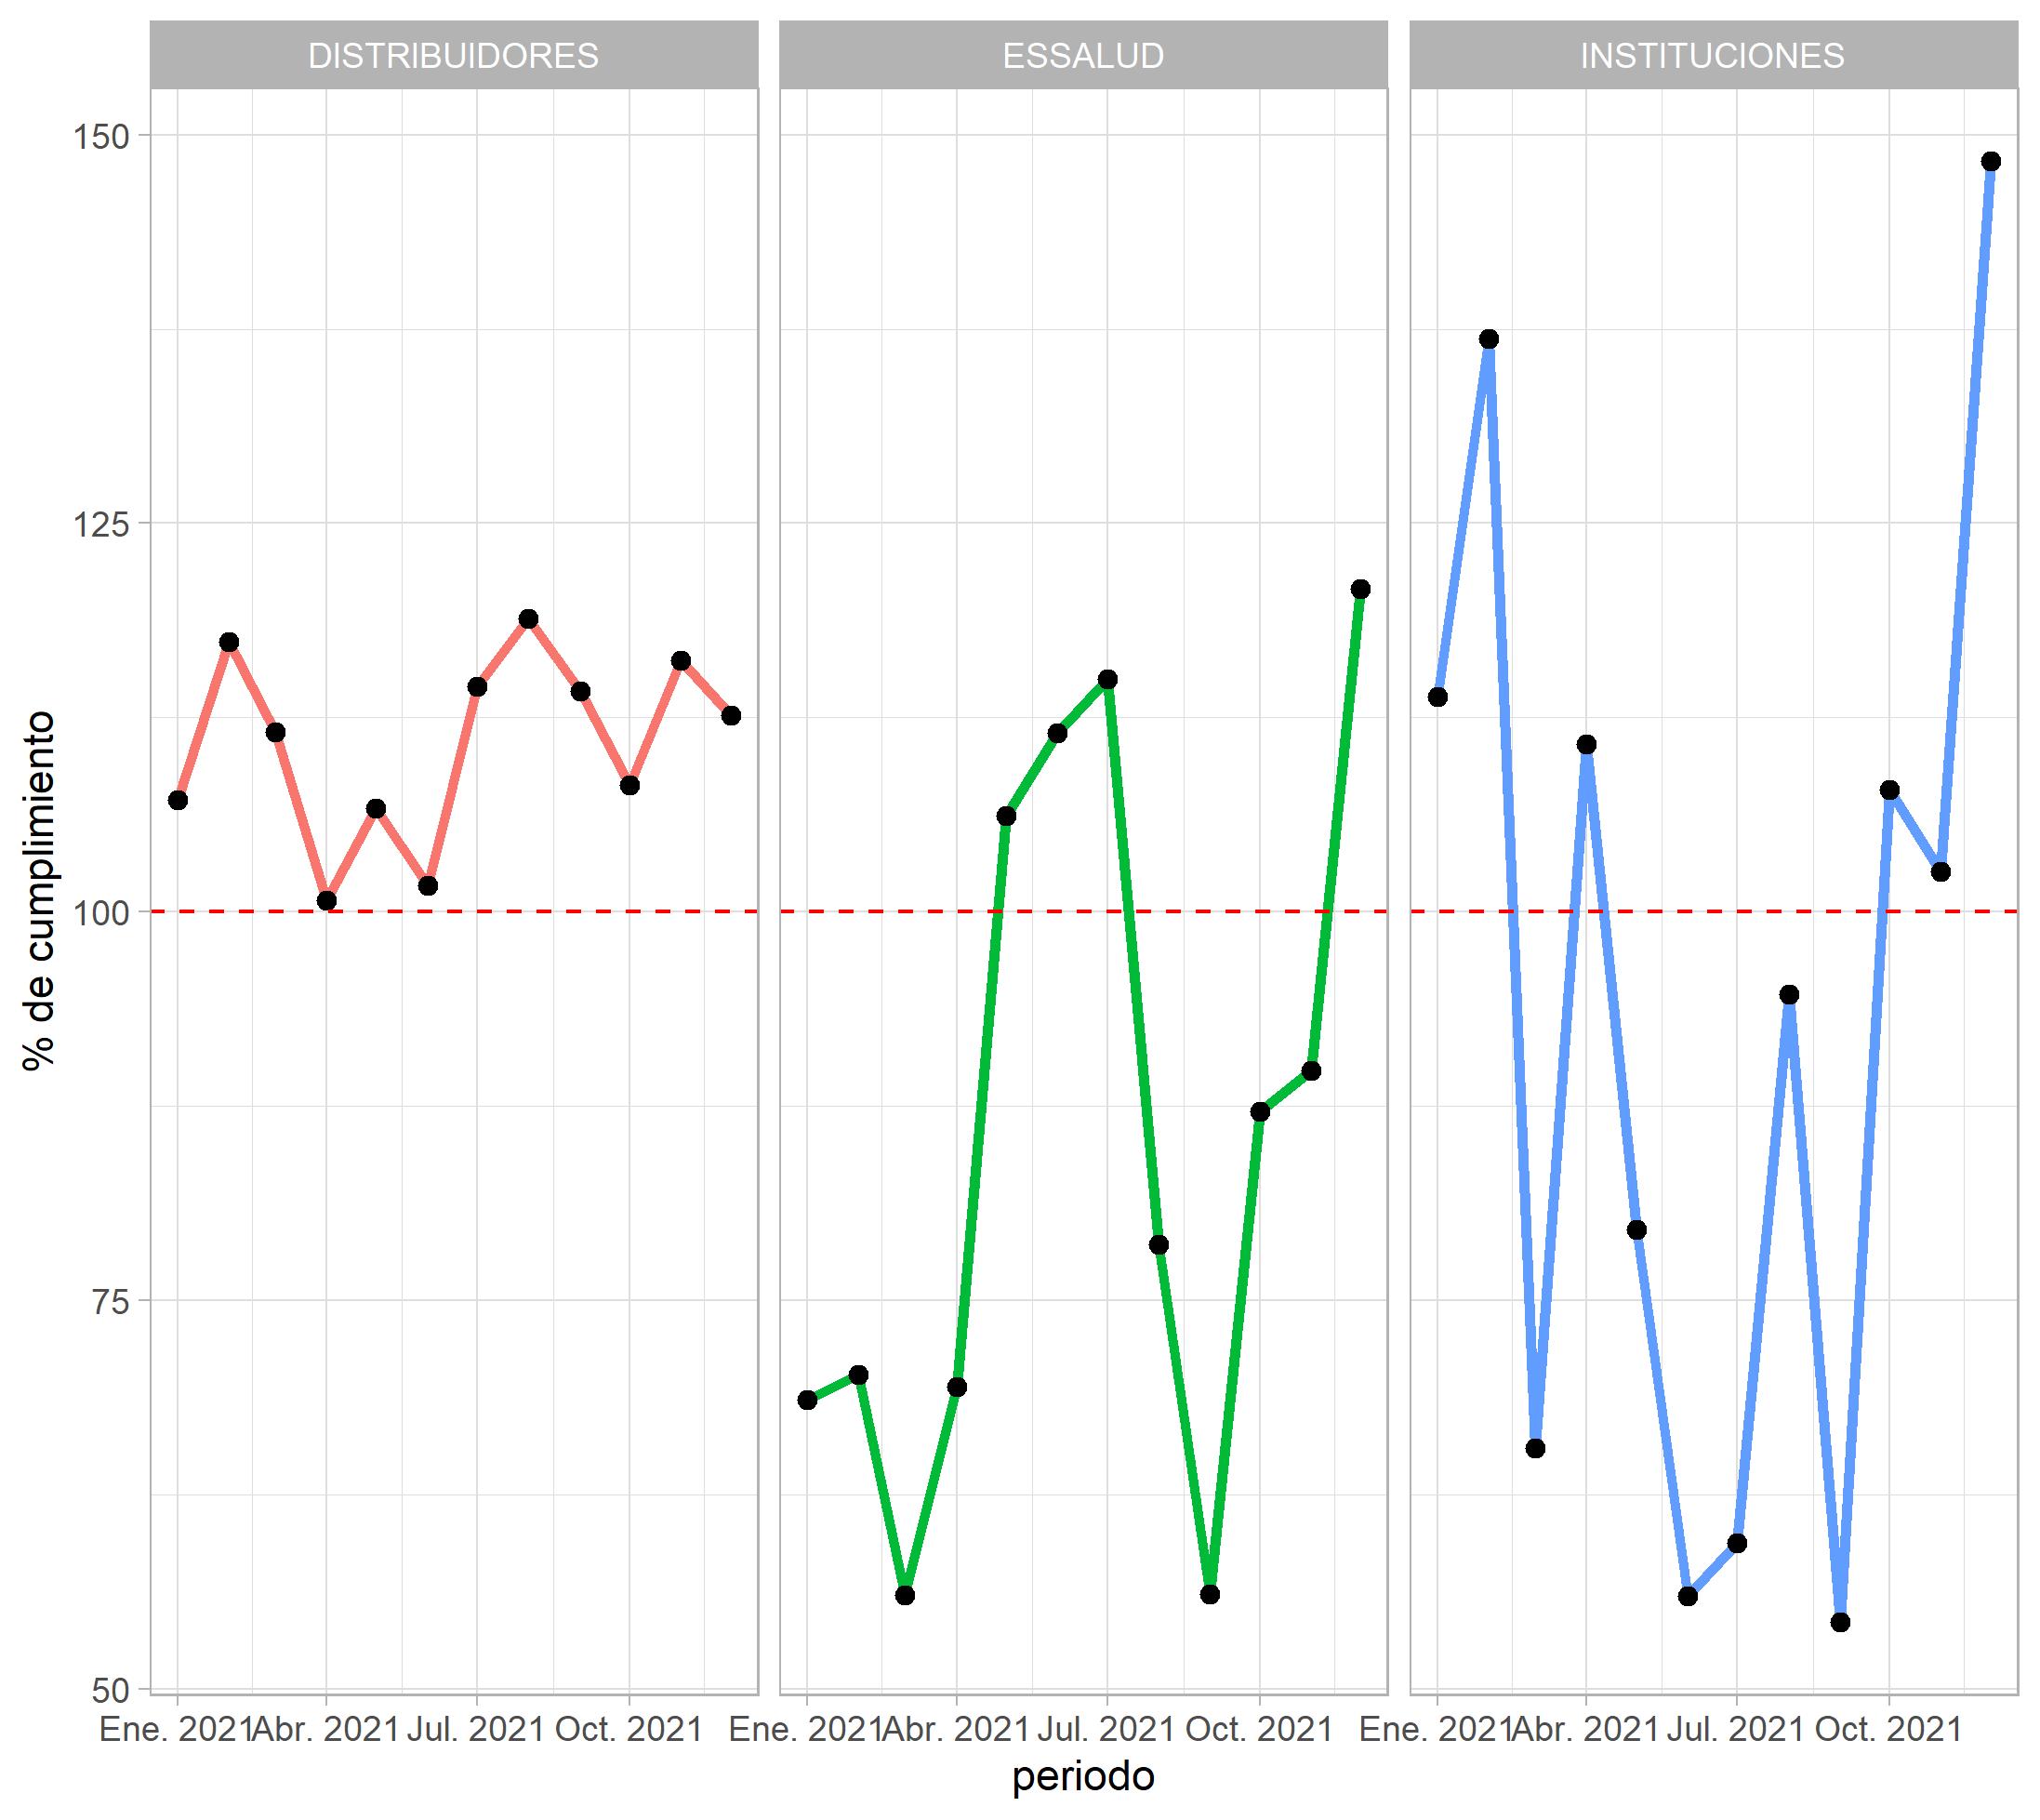 DISTRIBUIDORES ESSALUD INSTITUCIONES
150
125
100
75
50
% de cumplimiento
Ene. 2021 Abr. 2021 Jul. 2021 Oct. 2021 Ene. 2021 Abr. 2021 Jul. 2021 Oct. 2021 Ene. 2021 Abr. 2021 Jul. 2021 Oct. 2021
periodo